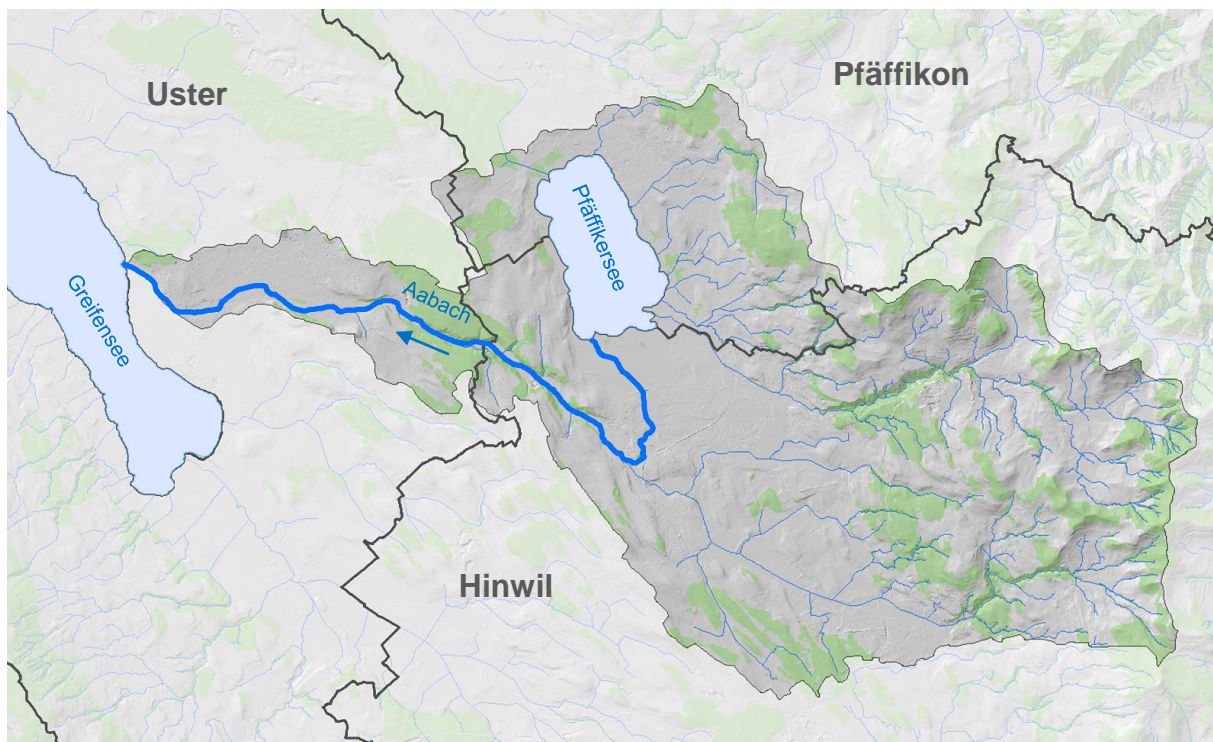 Pfäffikon
Uster
Pfäffikersee
Greifensee
Aabach
Hinwil